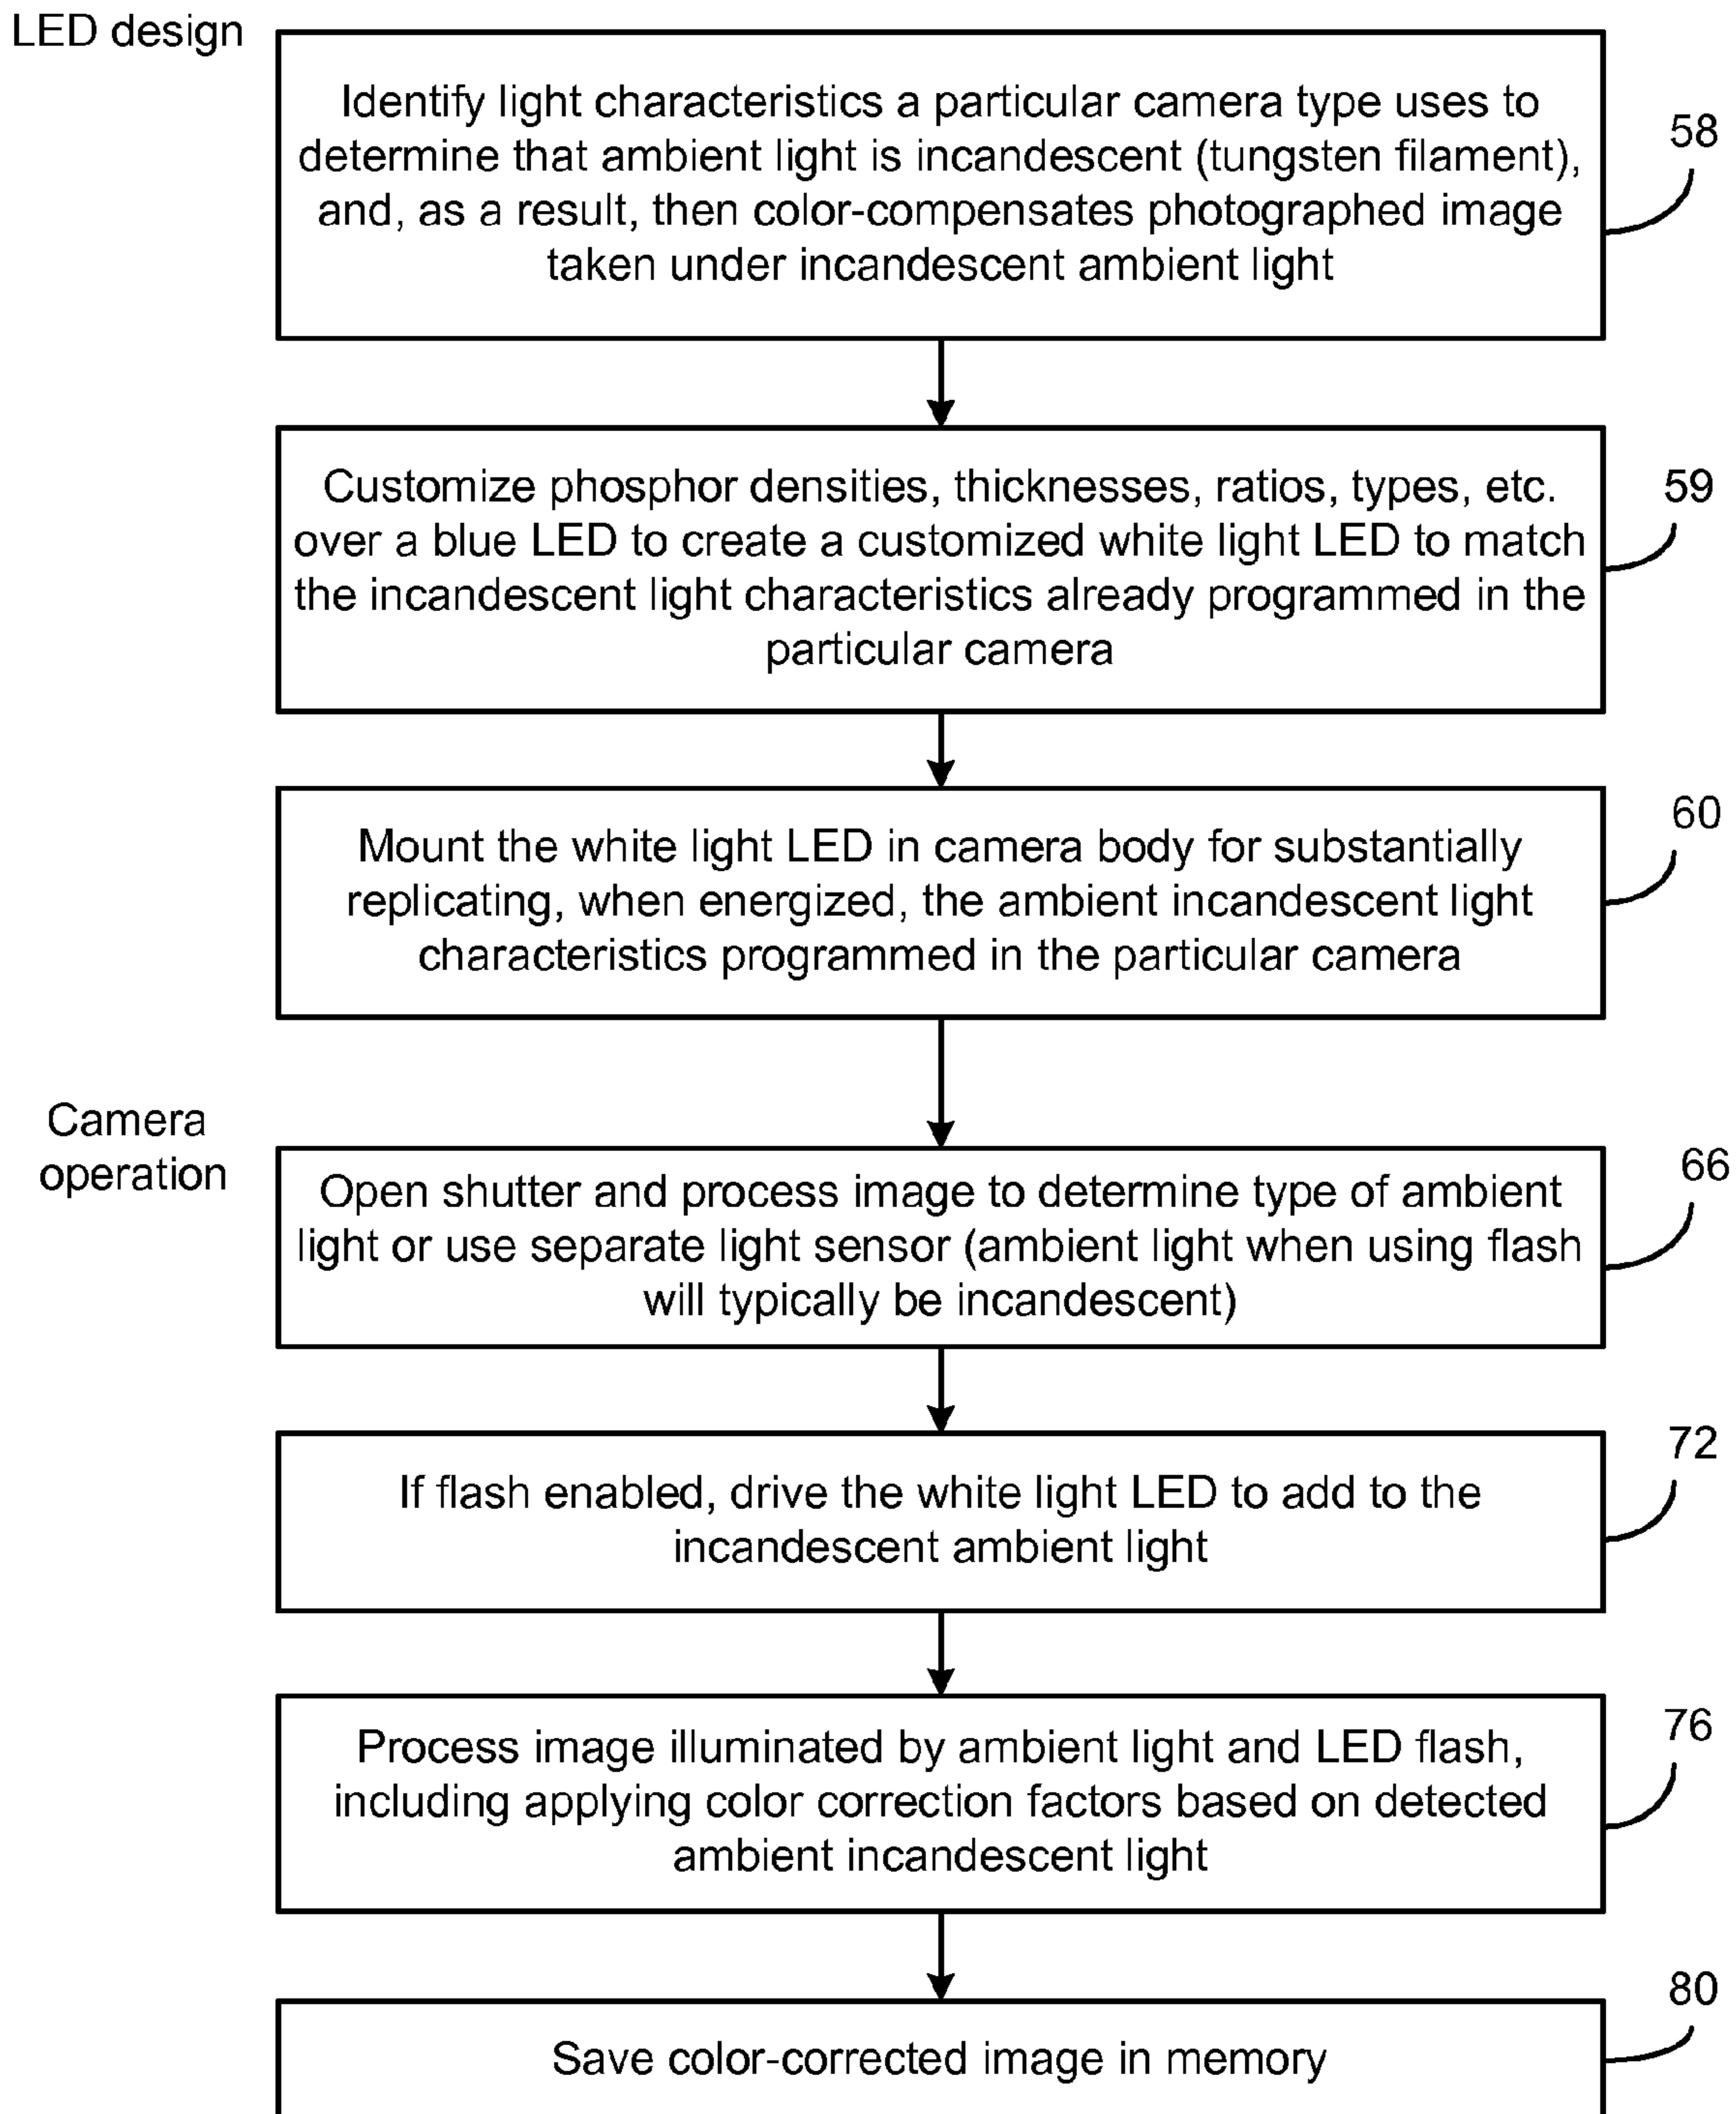 LED design
Identify light characteristics a particular camera type uses to
determine that ambient light is incandescent (tungsten filament),
and, as a result, then color-compensates photographed image
taken under incandescent ambient light
58
Customize phosphor densities, thicknesses, ratios, types, etc.
over a blue LED to create a customized white light LED to match
the incandescent light characteristics already programmed in the
particular camera
59
Mount the white light LED in camera body for substantially
replicating, when energized, the ambient incandescent light
characteristics programmed in the particular camera
60
Camera
operation
Open shutter and process image to determine type of ambient
light or use separate light sensor (ambient light when using flash
will typically be incandescent)
66
If flash enabled, drive the white light LED to add to the
incandescent ambient light
72
Process image illuminated by ambient light and LED flash,
including applying color correction factors based on detected
ambient incandescent light
76
Save color-corrected image in memory
80